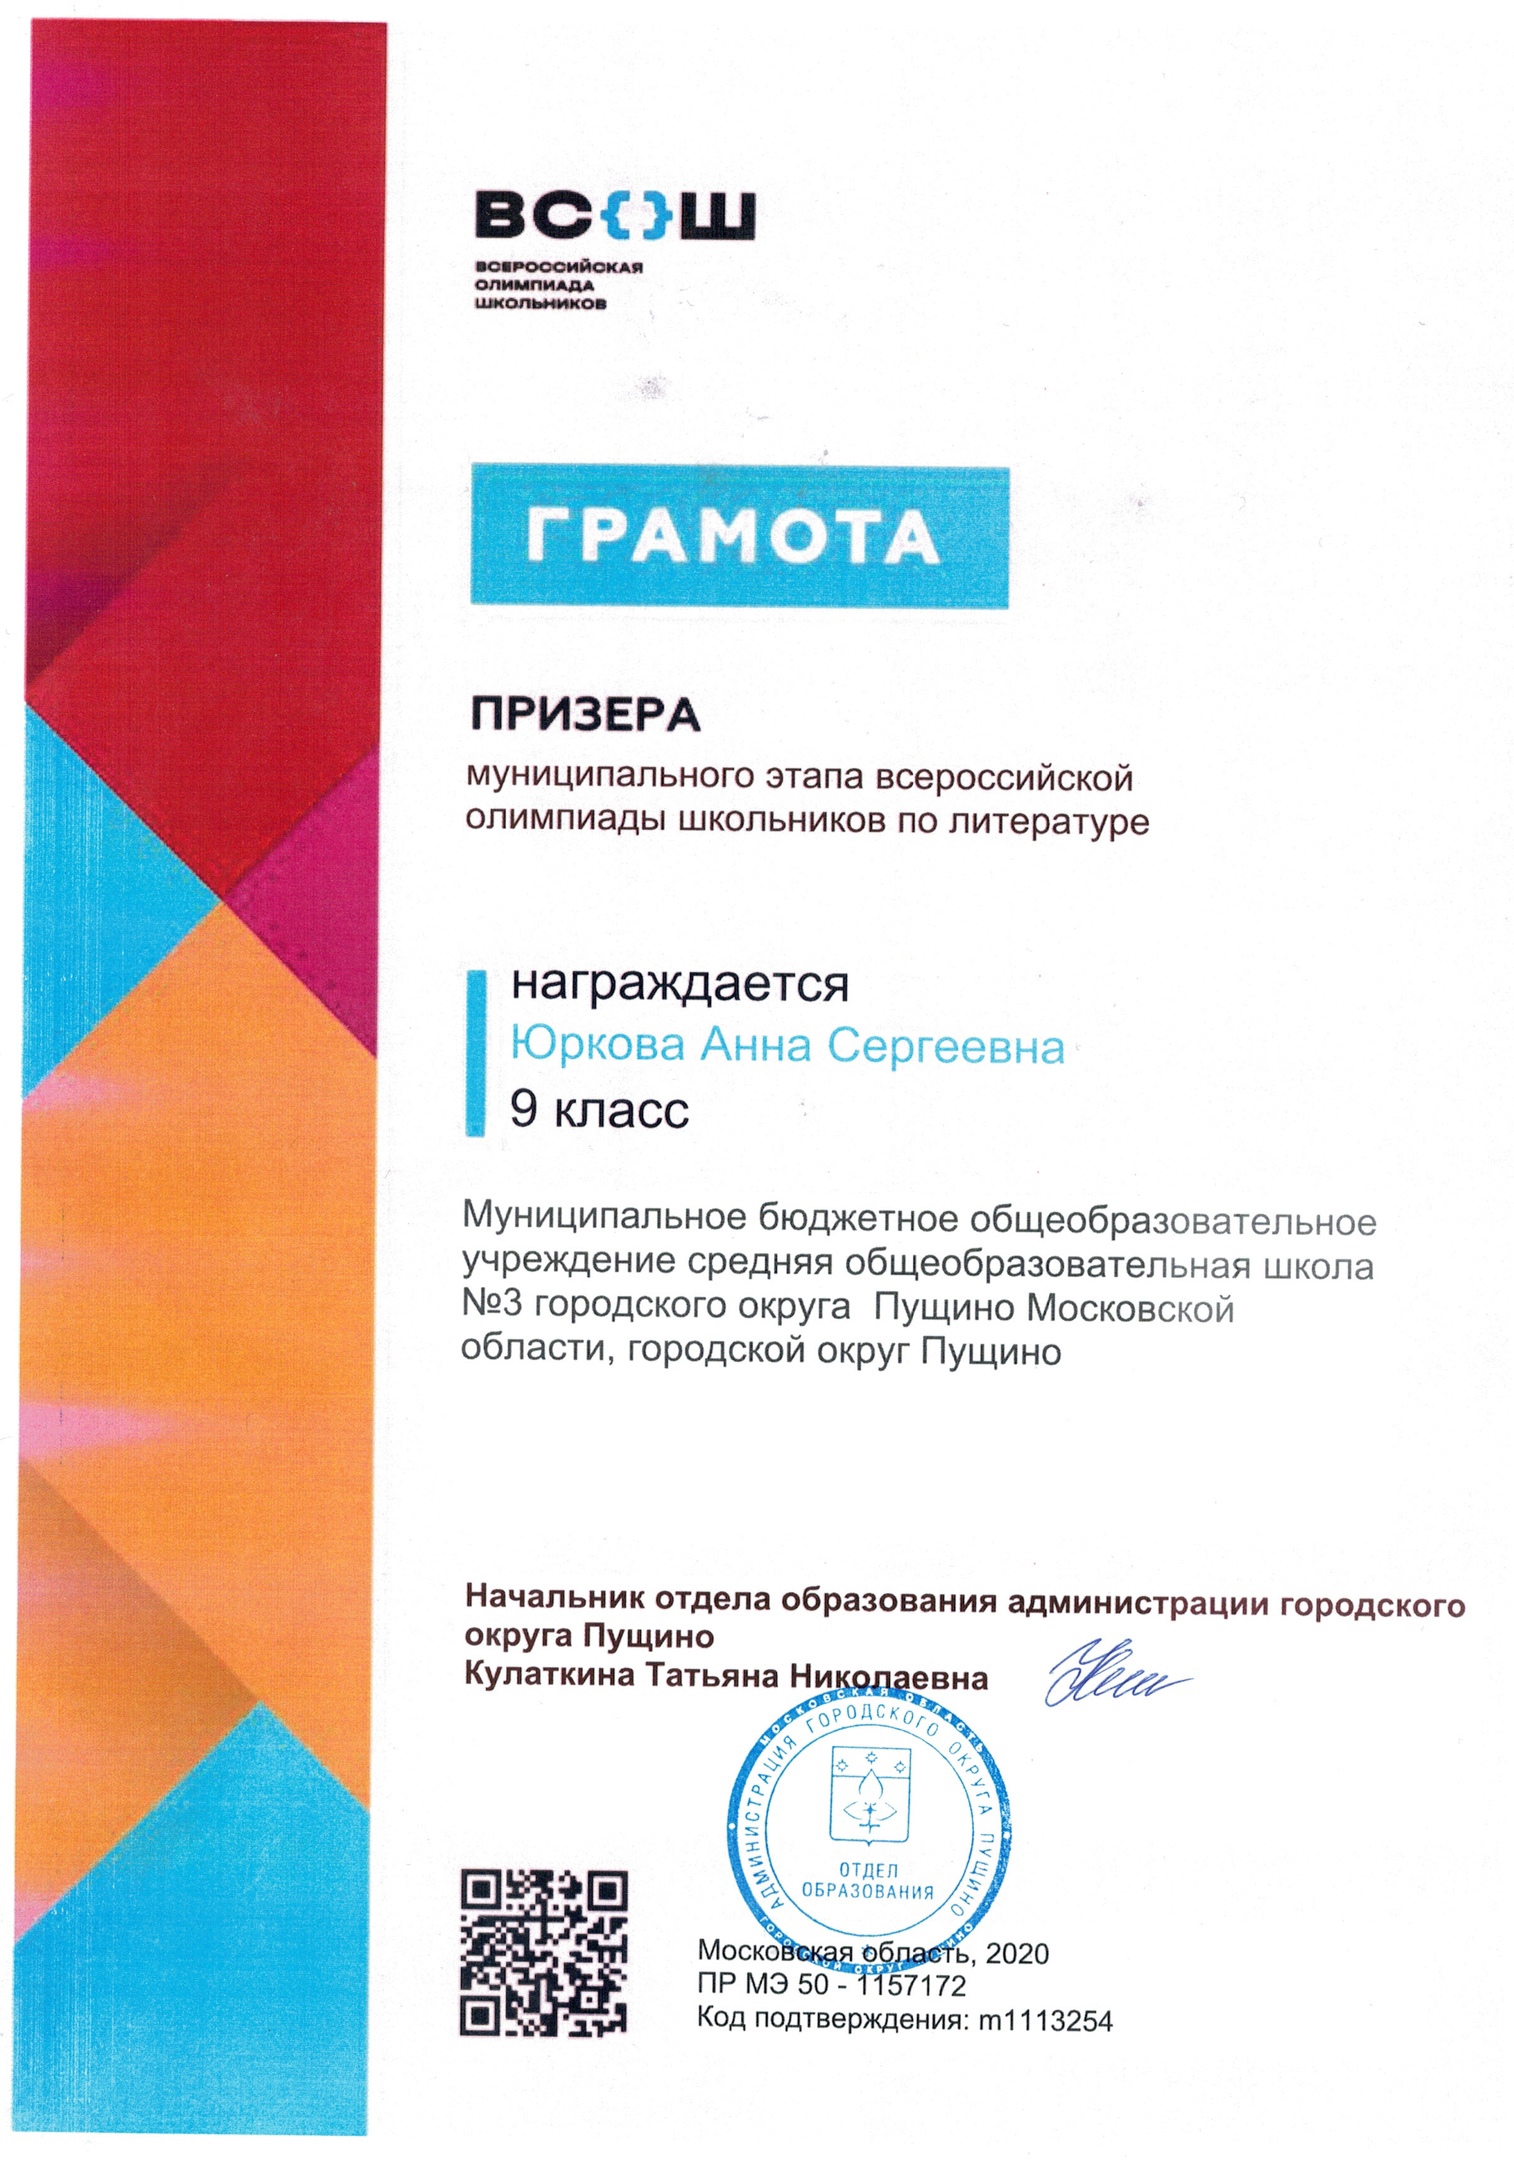 ВС{}Ш
ВСЕРОССИЙСКАЯ
ОЛИМПИАДА
ШКОЛЬНИКОВ
ГРАМОТА
ПРИЗЕРА
муниципального этапа всероссийской
олимпиады школьников по литературе
награждается
Юркова Анна Сергеевна
9 класс
Муниципальное бюджетное общеобразовательное
учреждение средняя общеобразовательная школа
№3 городского округа  Пущино Московской
области, городской округ Пущино
Начальник отдела образования администрации городского
округа Пущино
Кулаткина Татьяна Николаевна
МОСКОВСКАЯ ОБЛАСТЬ
АДМИНИСТРАЦИЯ ГОРОДСКОГО ОКРУГА ПУЩИНО
ОТДЕЛ
ОБРАЗОВАНИЯ
ГОРОДСКОЙ ОКРУГ ПУЩИНО
Московская область, 2020
ПР МЭ 50 - 1157172
Код подтверждения: m1113254